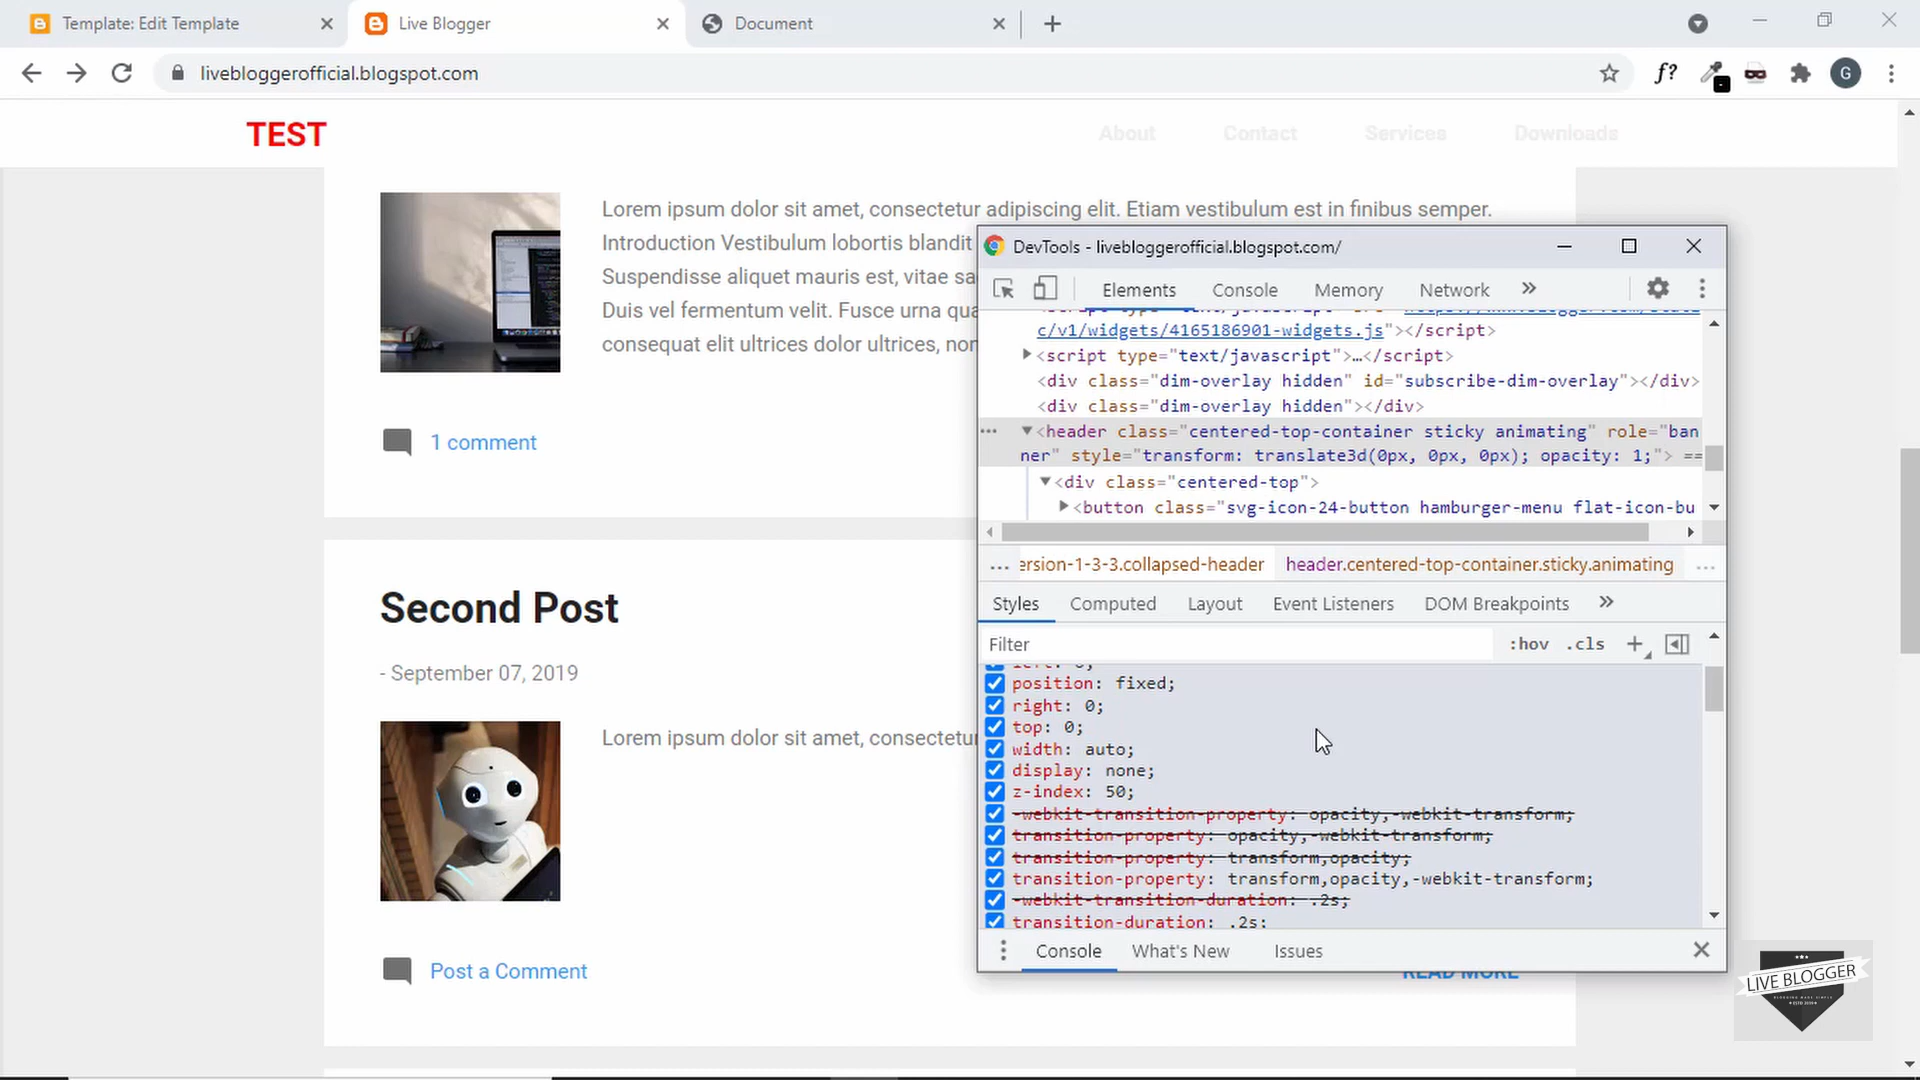 Template: Edit Template
Live Blogger
Document
livebloggerofficial.blogspot.com
f?
G
TEST
About
Contact
Services
Downloads
Lorem ipsum dolor sit amet, consectetur adipiscing elit. Etiam vestibulum est in finibus semper.
Introduction Vestibulum lobortis blandit
Suspendisse aliquet mauris est, vitae sa
Duis vel fermentum velit. Fusce urna qua
consequat elit ultrices dolor ultrices, non
1 comment
Second Post
- September 07, 2019
Lorem ipsum dolor sit amet, consectetur
Post a Comment
READ MORE
DevTools - livebloggerofficial.blogspot.com/
Elements
Console
Memory
Network
c/v1/widgets/4165186901-widgets.js"></script>
<script type="text/javascript">…</script>
<div class="dim-overlay hidden" id="subscribe-dim-overlay"></div>
<div class="dim-overlay hidden"></div>
<header class="centered-top-container sticky animating" role="ban
ner" style="transform: translate3d(0px, 0px, 0px); opacity: 1;"> ==
<div class="centered-top">
<button class="svg-icon-24-button hamburger-menu flat-icon-bu
... ersion-1-3-3.collapsed-header
header.centered-top-container.sticky.animating ...
Styles
Computed
Layout
Event Listeners
DOM Breakpoints
Filter
:hov
.cls
left: 0;
position: fixed;
right: 0;
top: 0;
width: auto;
display: none;
z-index: 50;
-webkit-transition-property: opacity,-webkit-transform;
transition-property: opacity,-webkit-transform;
transition-property: transform,opacity;
transition-property: transform,opacity,-webkit-transform;
-webkit-transition-duration: .2s;
transition-duration: .2s;
Console
What's New
Issues
LIVE BLOGGER